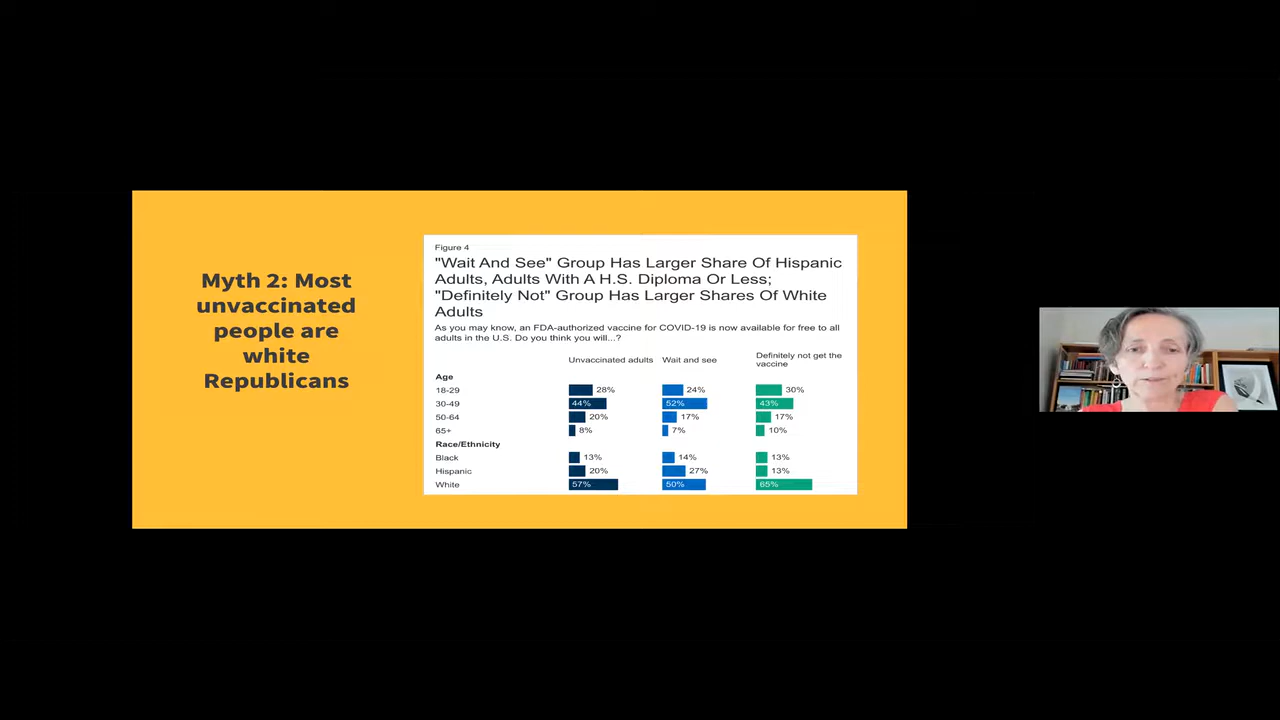 Myth 2: Most
unvaccinated
people are
white
Republicans
Figure 4
"Wait And See" Group Has Larger Share Of Hispanic
Adults, Adults With A H.S. Diploma Or Less;
"Definitely Not" Group Has Larger Shares Of White
Adults
As you may know, an FDA-authorized vaccine for COVID-19 is now available for free to all
adults in the U.S. Do you think you will...?
Unvaccinated adults Wait and see Definitely not get the
vaccine
Age
18-29 28% 24% 30%
30-49 44% 52% 43%
50-64 20% 17% 17%
65+ 8% 7% 10%
Race/Ethnicity
Black 13% 14% 13%
Hispanic 20% 27% 13%
White 57% 50% 65%